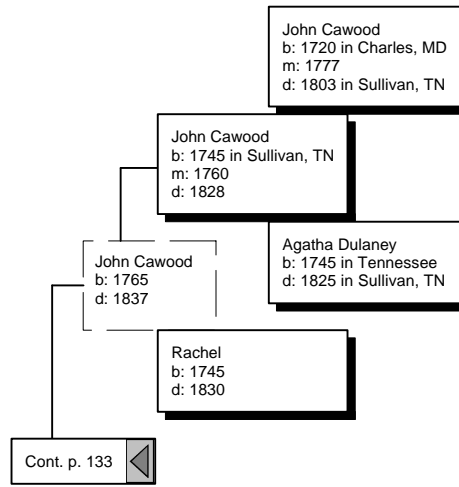 John Cawood
b: 1720 in Charles, MD
m: 1777
d: 1803 in Sullivan, TN
John Cawood
b: 1745 in Sullivan, TN
m: 1760
d: 1828
Agatha Dulaney
b: 1745 in Tennessee
d: 1825 in Sullivan, TN
John Cawood
b: 1765
d: 1837
Rachel
b: 1745
d: 1830
Cont. p. 133